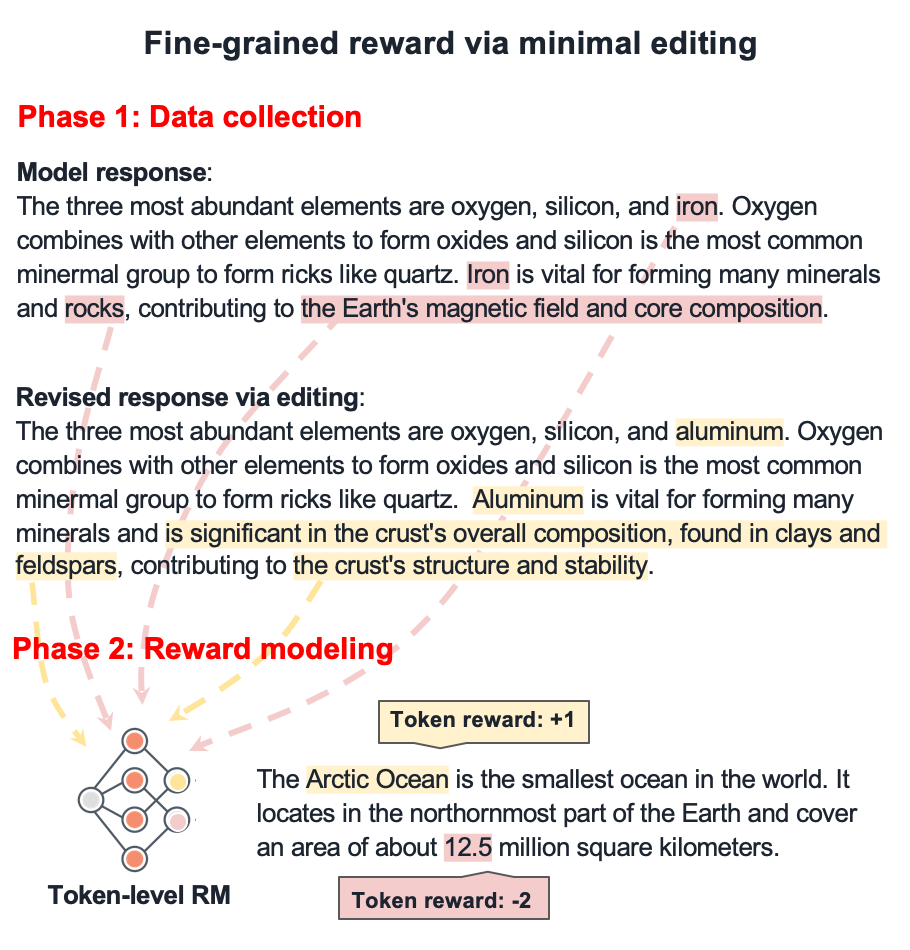 Fine-grained reward via minimal editing
Phase 1: Data collection
Model response:
The three most abundant elements are oxygen, silicon, and iron. Oxygen
combines with other elements to form oxides and silicon is the most common
minermal group to form ricks like quartz. Iron is vital for forming many minerals
and rocks, contributing to the Earth's magnetic field and core composition.
Revised response via editing:
The three most abundant elements are oxygen, silicon, and aluminum. Oxygen
combines with other elements to form oxides and silicon is the most common
minermal group to form ricks like quartz. Aluminum is vital for forming many
minerals and is significant in the crust's overall composition, found in clays and
feldspars, contributing to the crust's structure and stability.
Phase 2: Reward modeling
Token reward: +1
The Arctic Ocean is the smallest ocean in the world. It
locates in the northornmost part of the Earth and cover
an area of about 12.5 million square kilometers.
Token-level RM
Token reward: -2